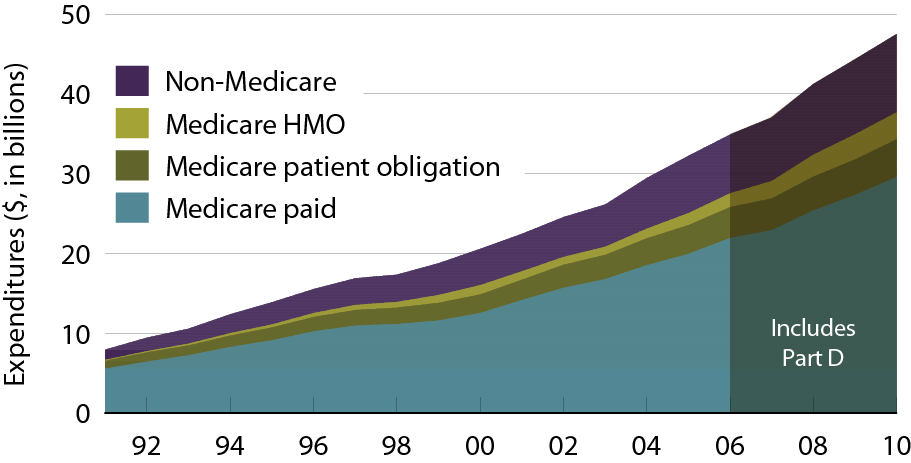 Expenditures ($, in billions)
50
40
30
20
10
0
Non-Medicare
Medicare HMO
Medicare patient obligation
Medicare paid
Includes
Part D
92 94 96 98 00 02 04 06 08 10